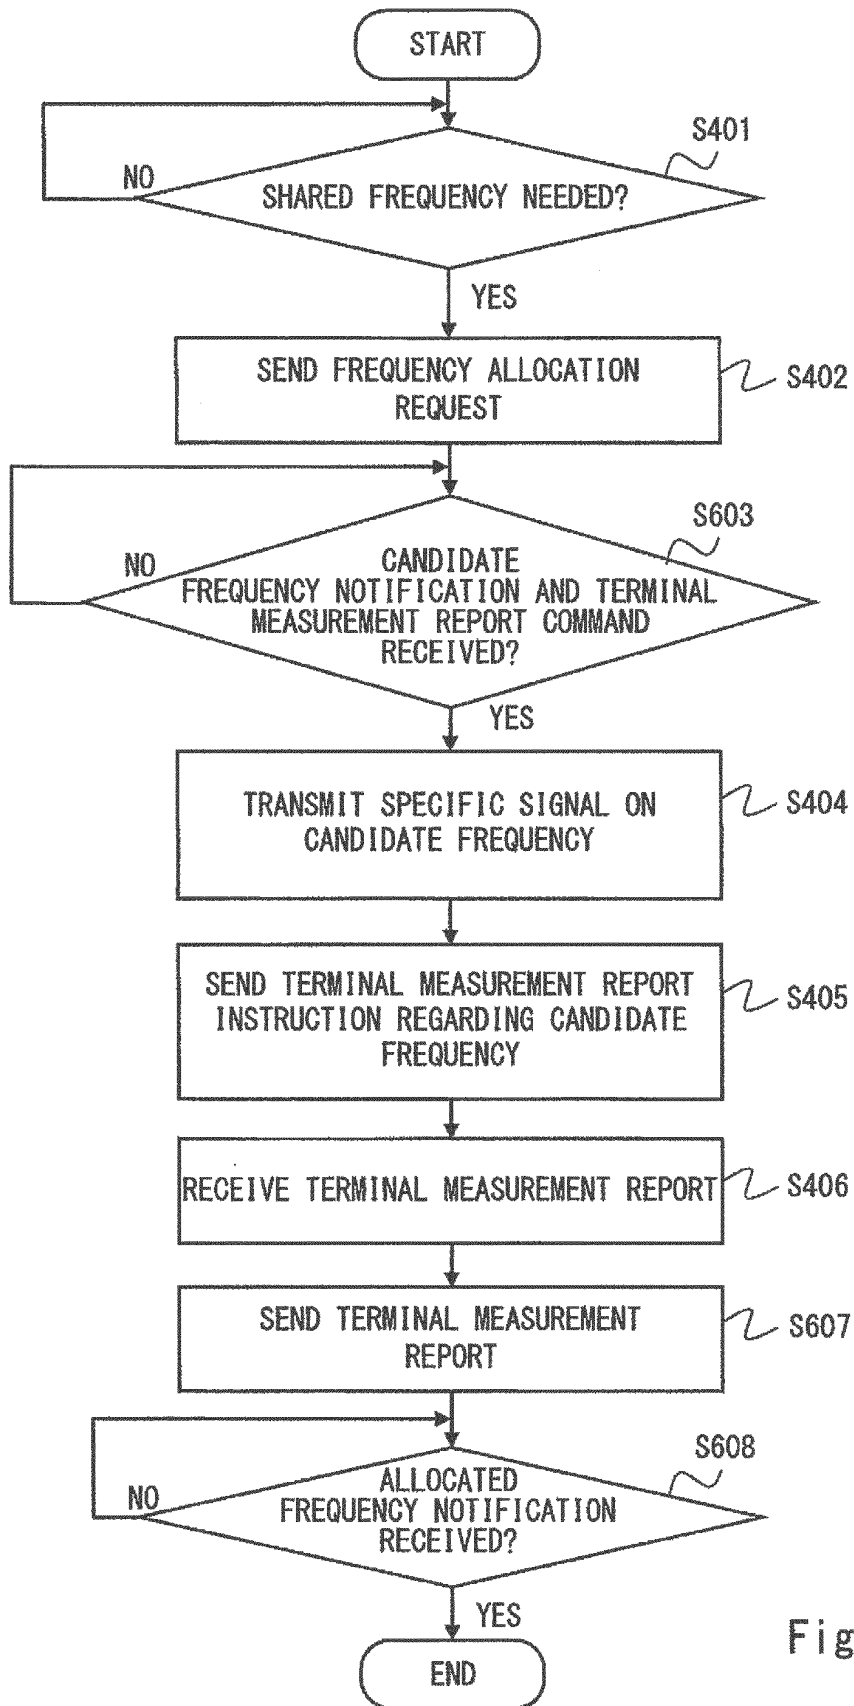 START
S401
NO
SHARED FREQUENCY NEEDED?
YES
SEND FREQUENCY ALLOCATION
REQUEST
S402
S603
NO
CANDIDATE
FREQUENCY NOTIFICATION AND TERMINAL
MEASUREMENT REPORT COMMAND
RECEIVED?
YES
TRANSMIT SPECIFIC SIGNAL ON
CANDIDATE FREQUENCY
S404
SEND TERMINAL MEASUREMENT REPORT
INSTRUCTION REGARDING CANDIDATE
FREQUENCY
S405
RECEIVE TERMINAL MEASUREMENT REPORT
S406
SEND TERMINAL MEASUREMENT
REPORT
S607
S608
NO
ALLOCATED
FREQUENCY NOTIFICATION
RECEIVED?
YES
END
Fig